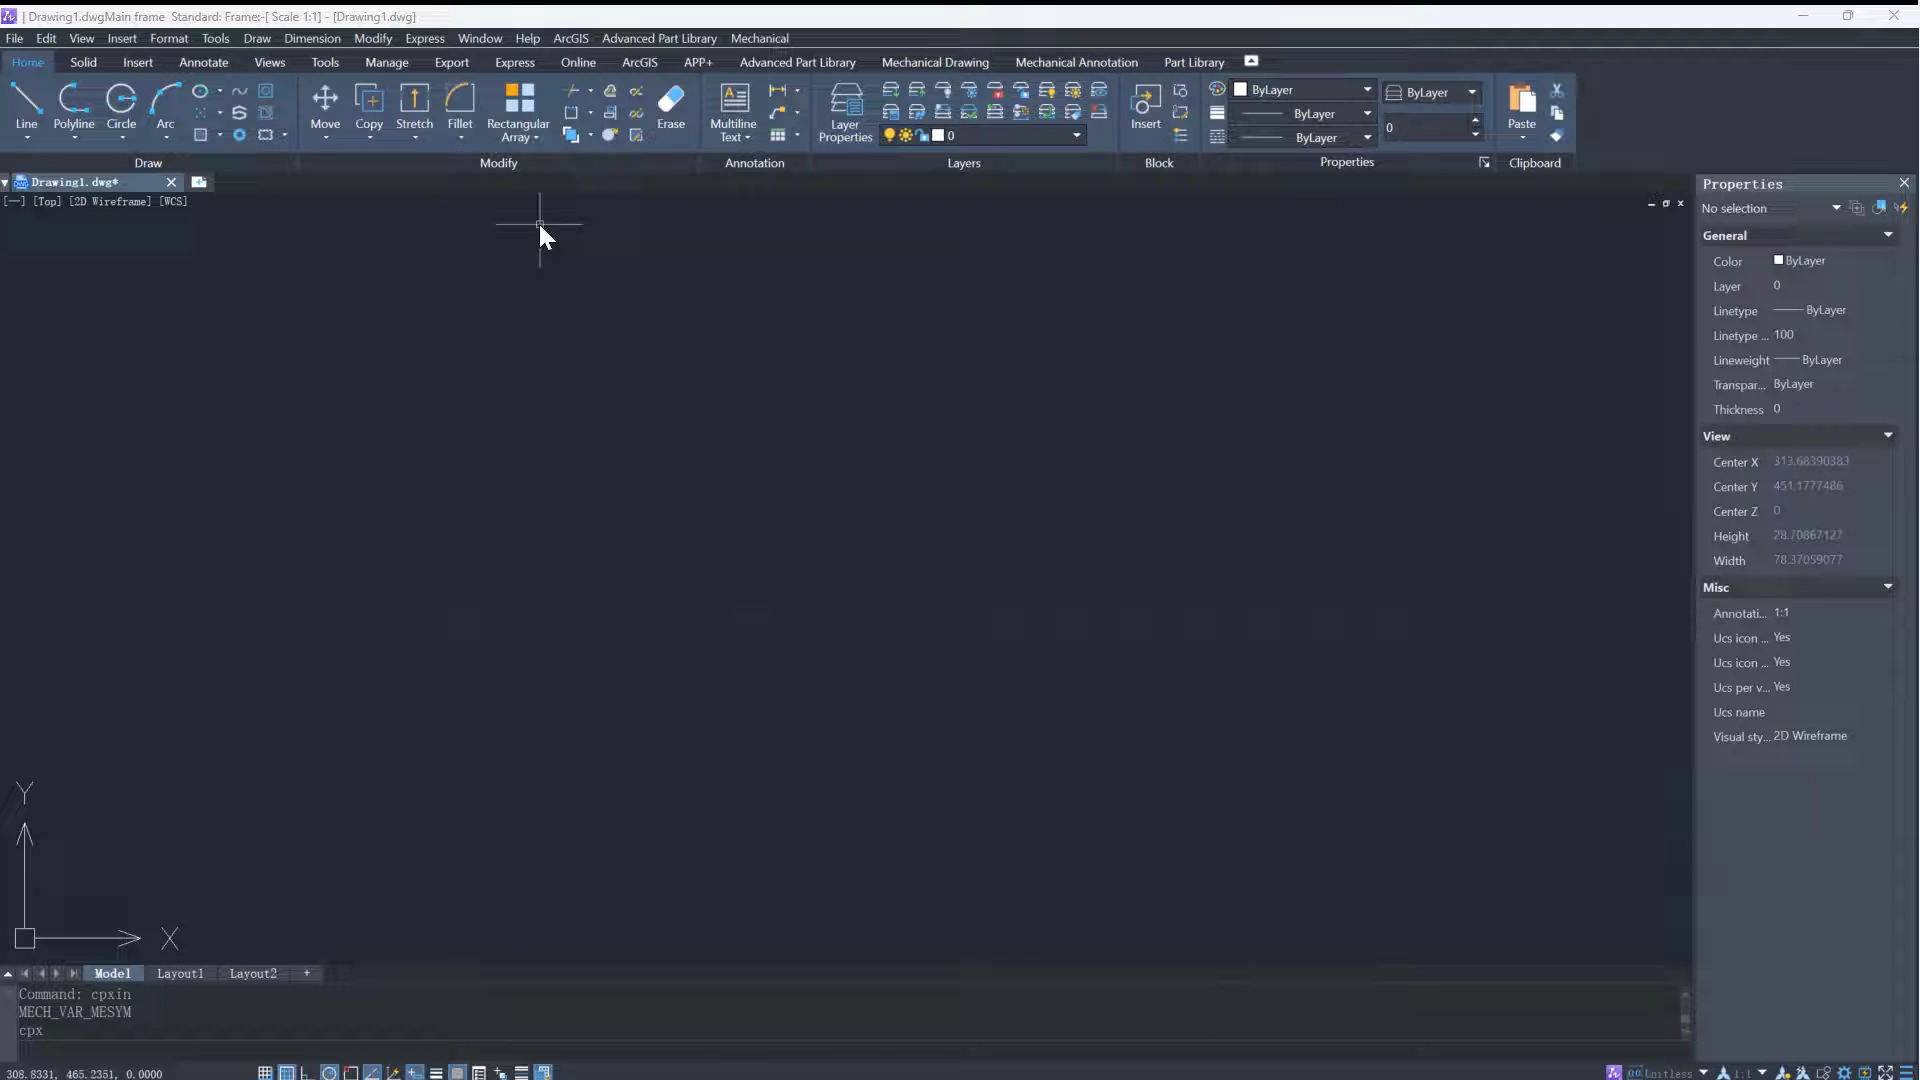 | Drawing1.dwgMain frame  Standard: Frame:-[ Scale 1:1] - [Drawing1.dwg]
File Edit View Insert Format Tools Draw Dimension Modify Express Window Help ArcGIS Advanced Part Library Mechanical
Home Solid Insert Annotate Views Tools Manage Export Express Online ArcGIS APP+ Advanced Part Library Mechanical Drawing Mechanical Annotation Part Library
Line Polyline Circle Arc Move Copy Stretch Fillet Rectangular Array Erase Multiline Text Layer Properties 0 Insert ByLayer ByLayer ByLayer ByLayer 0 Paste
Draw Modify Annotation Layers Block Properties Clipboard
Drawing1.dwg*
[—] [Top] [2D Wireframe] [WCS]
Properties
No selection
General
Color ByLayer
Layer 0
Linetype ByLayer
Linetype ... 100
Lineweight ByLayer
Transpar... ByLayer
Thickness 0
View
Center X 313.68390383
Center Y 451.1777486
Center Z 0
Height 28.70867127
Width 78.37059077
Misc
Annotati... 1:1
Ucs icon ... Yes
Ucs icon ... Yes
Ucs per v... Yes
Ucs name
Visual sty... 2D Wireframe
Y
X
Model Layout1 Layout2 +
Command: cpxin
MECH_VAR_MESYM
cpx
308.8331, 465.2351, 0.0000
Unitless 1:1